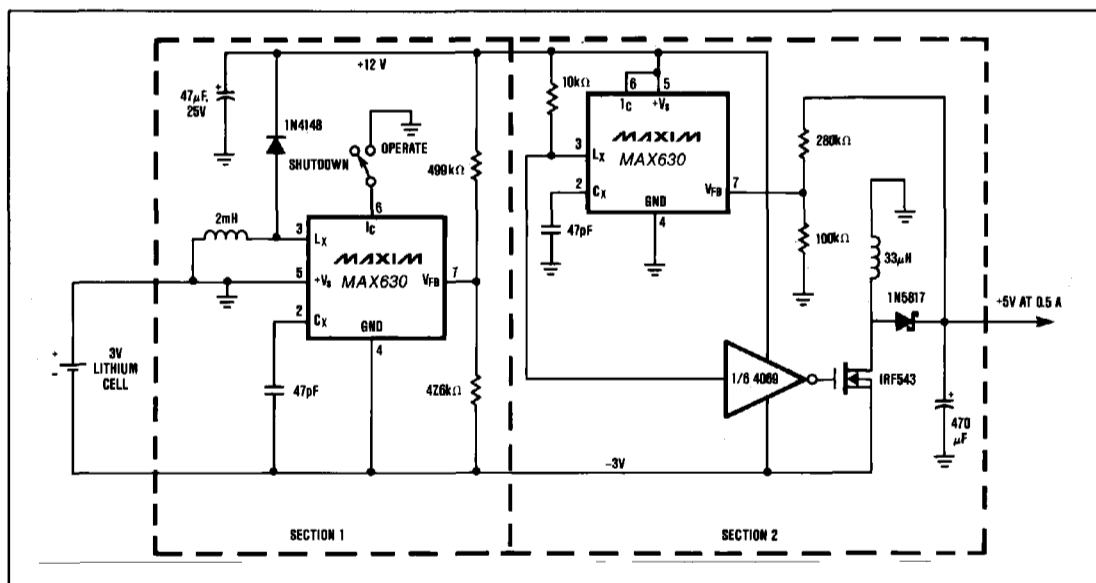 +12 V
47µF,
25V
1N4148
SHUTDOWN
OPERATE
499kΩ
2mH
6
IC
3
LX
MAXIM
MAX630
5
+VS
VFB
7
2
CX
GND
4
47pF
47.6kΩ
+
-
3V
LITHIUM
CELL
-3V
SECTION 1
10kΩ
6
5
IC
+VS
MAXIM
MAX630
3
LX
2
CX
VFB
7
GND
4
47pF
280kΩ
100kΩ
33µH
1N5817
+5V AT 0.5 A
1/6 4069
IRF543
+
470
µF
SECTION 2